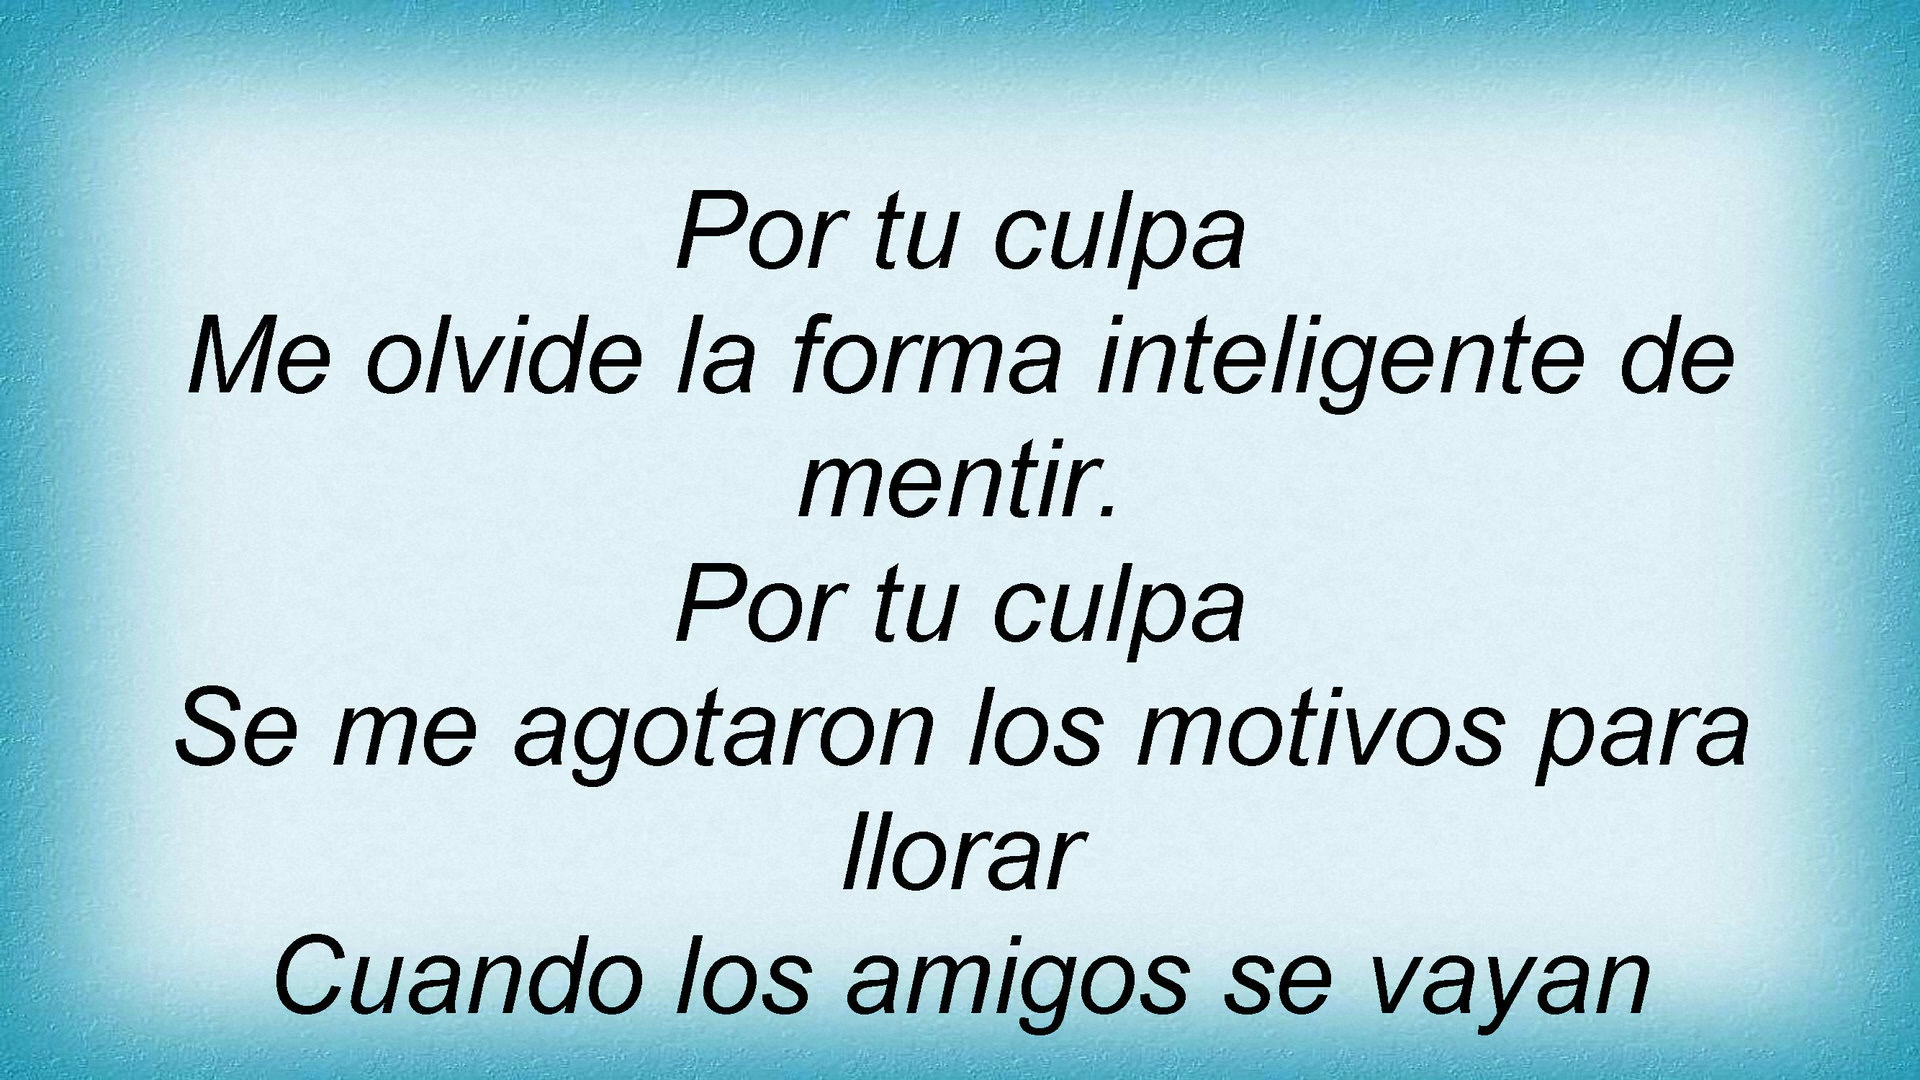 Por tu culpa
Me olvide la forma inteligente de
mentir.
Por tu culpa
Se me agotaron los motivos para
llorar
Cuando los amigos se vayan